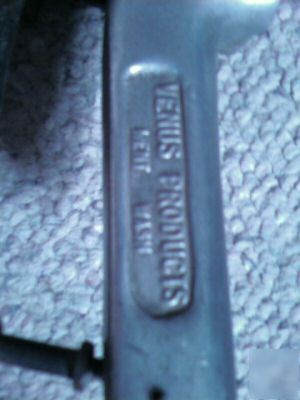 VENUS PRODUCTS
KENT WASH